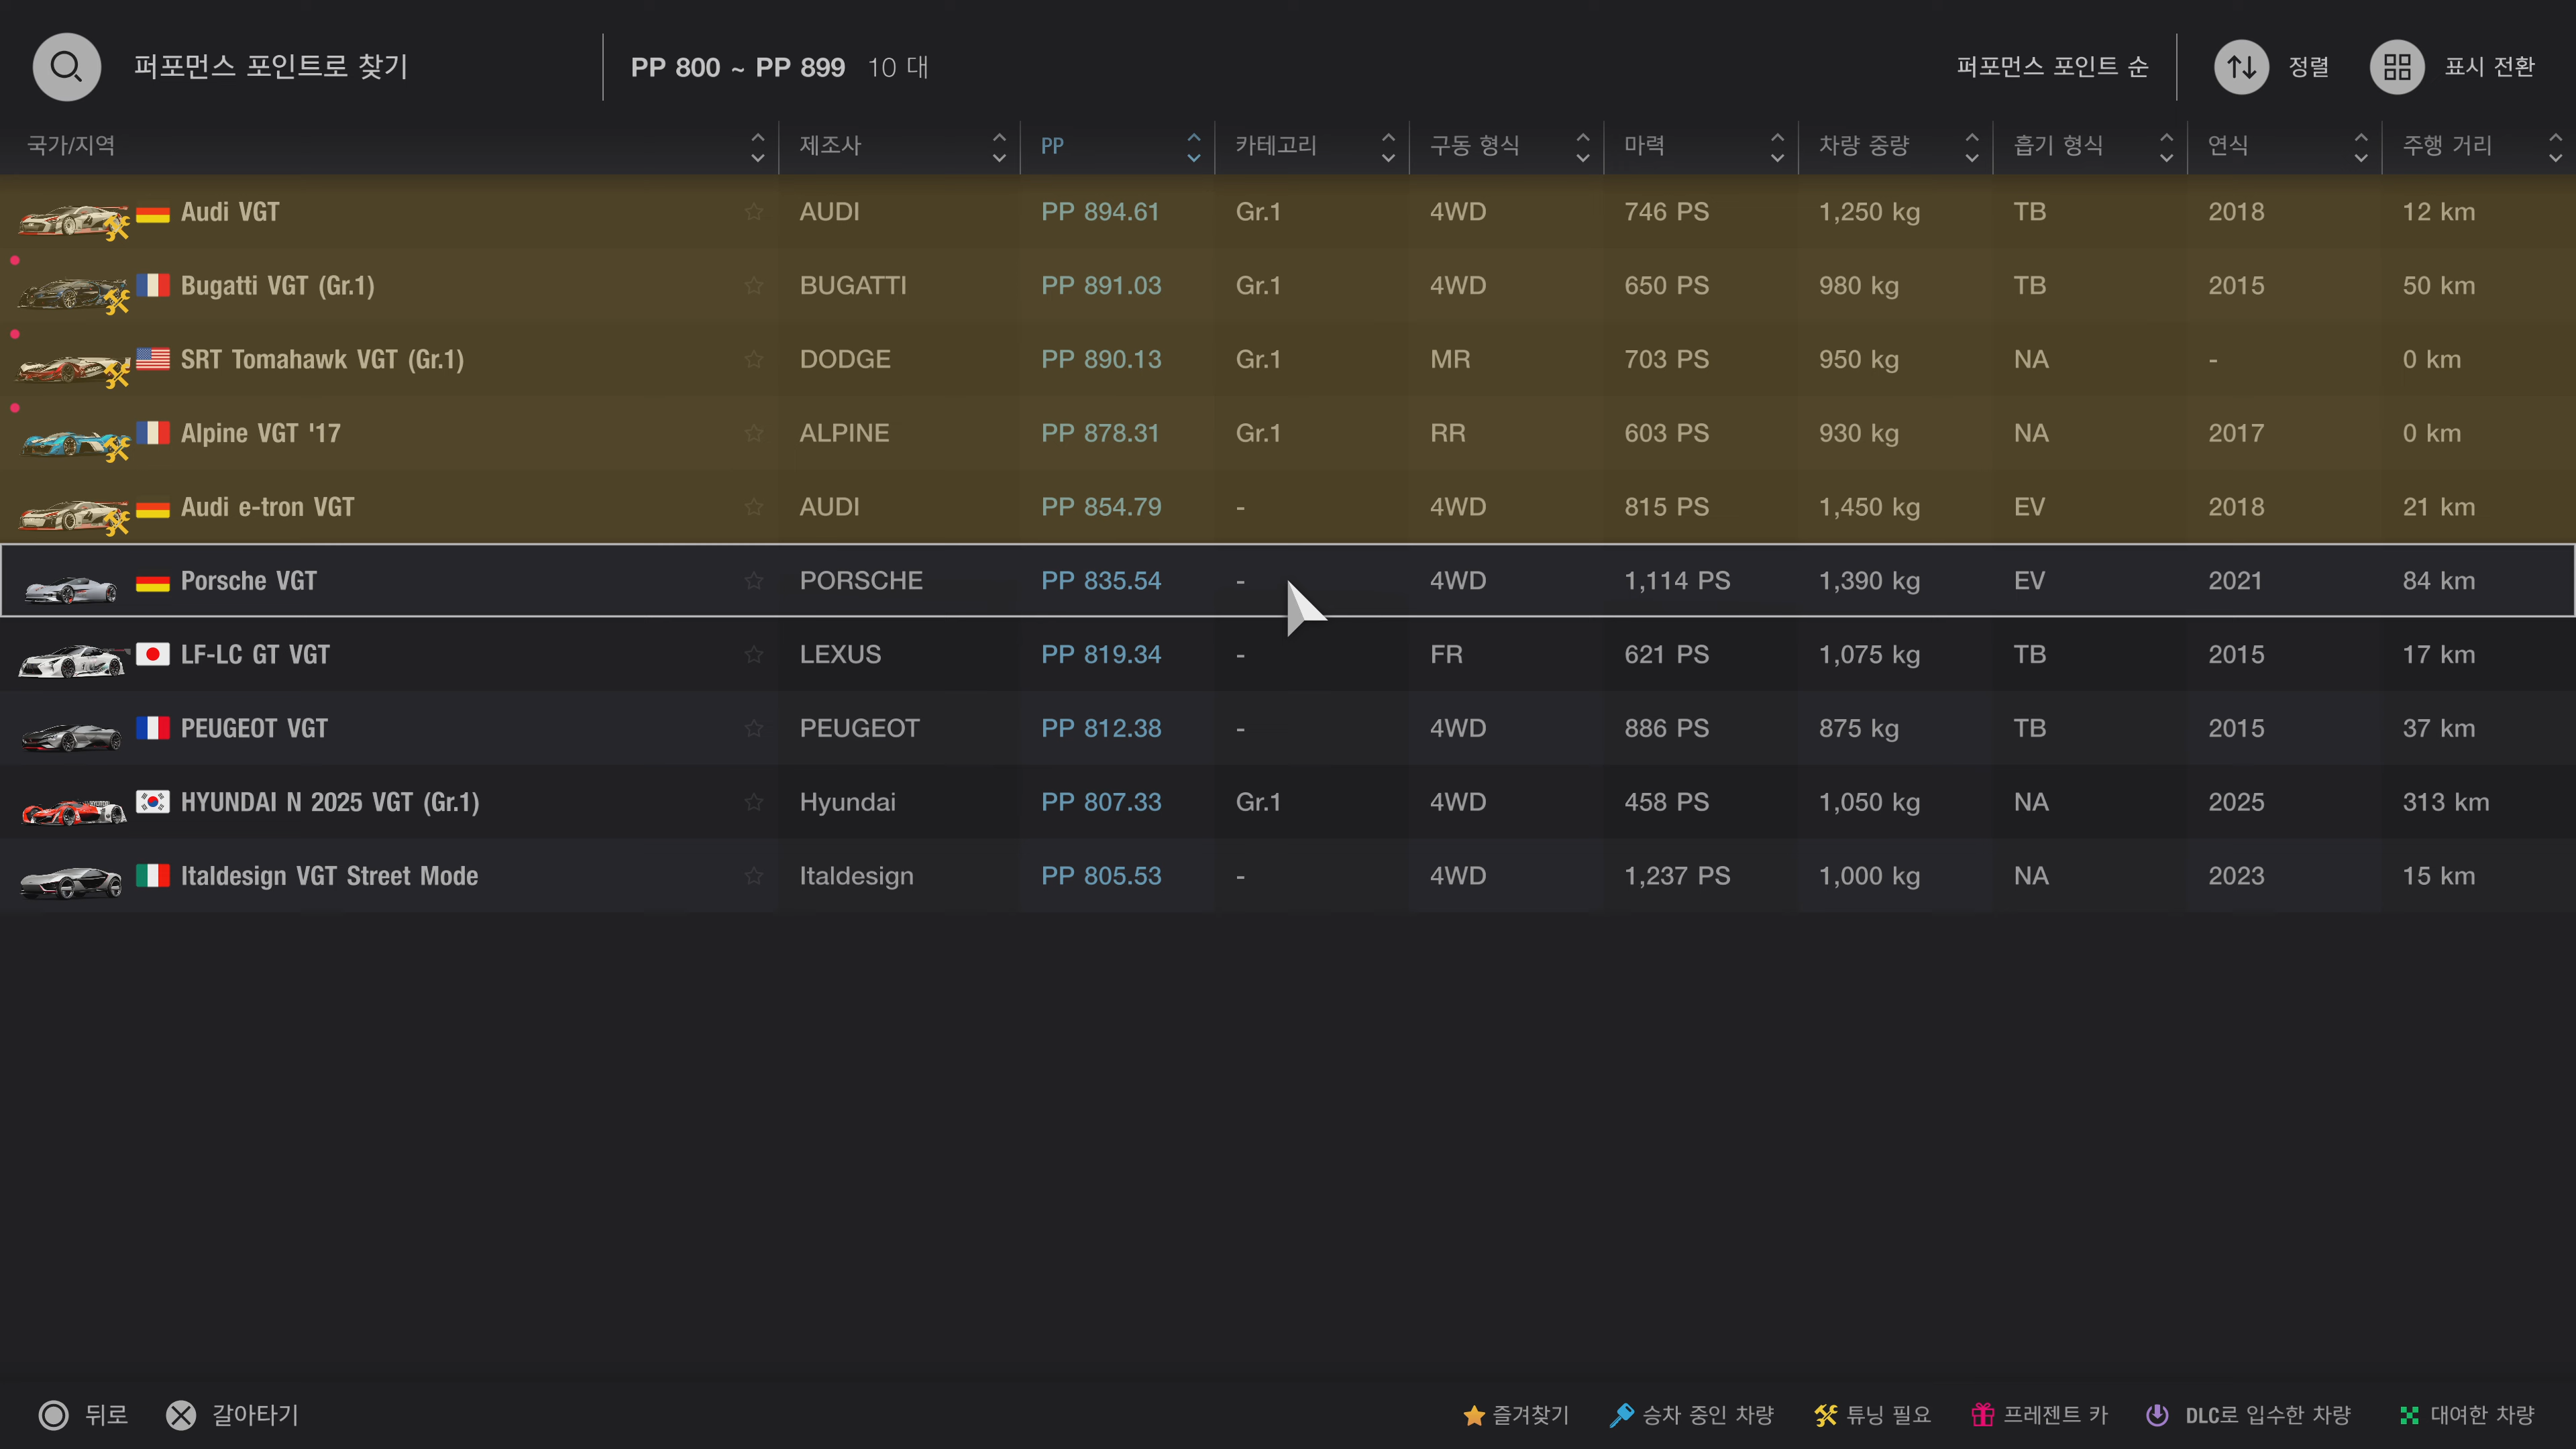 퍼포먼스 포인트로 찾기 PP 800 ~ PP 899 10 대 퍼포먼스 포인트 순 정렬 표시 전환
국가/지역 제조사 PP 카테고리 구동 형식 마력 차량 중량 흡기 형식 연식 주행 거리
Audi VGT AUDI PP 894.61 Gr.1 4WD 746 PS 1,250 kg TB 2018 12 km
Bugatti VGT (Gr.1) BUGATTI PP 891.03 Gr.1 4WD 650 PS 980 kg TB 2015 50 km
SRT Tomahawk VGT (Gr.1) DODGE PP 890.13 Gr.1 MR 703 PS 950 kg NA - 0 km
Alpine VGT '17 ALPINE PP 878.31 Gr.1 RR 603 PS 930 kg NA 2017 0 km
Audi e-tron VGT AUDI PP 854.79 - 4WD 815 PS 1,450 kg EV 2018 21 km
Porsche VGT PORSCHE PP 835.54 - 4WD 1,114 PS 1,390 kg EV 2021 84 km
LF-LC GT VGT LEXUS PP 819.34 - FR 621 PS 1,075 kg TB 2015 17 km
PEUGEOT VGT PEUGEOT PP 812.38 - 4WD 886 PS 875 kg TB 2015 37 km
HYUNDAI N 2025 VGT (Gr.1) Hyundai PP 807.33 Gr.1 4WD 458 PS 1,050 kg NA 2025 313 km
Italdesign VGT Street Mode Italdesign PP 805.53 - 4WD 1,237 PS 1,000 kg NA 2023 15 km
뒤로 갈아타기 즐겨찾기 승차 중인 차량 튜닝 필요 프레젠트 카 DLC로 입수한 차량 대여한 차량